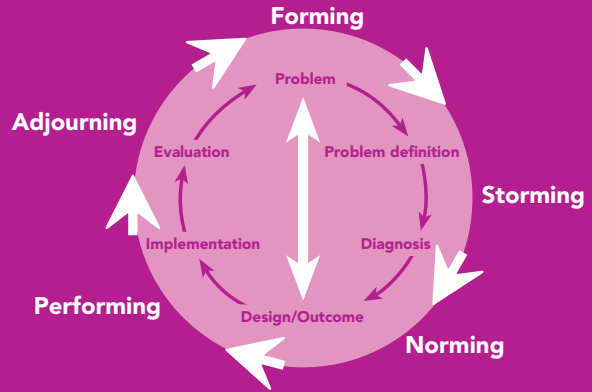 Forming
Problem
Adjourning
Evaluation
Problem definition
Storming
Implementation
Diagnosis
Performing
Design/Outcome
Norming